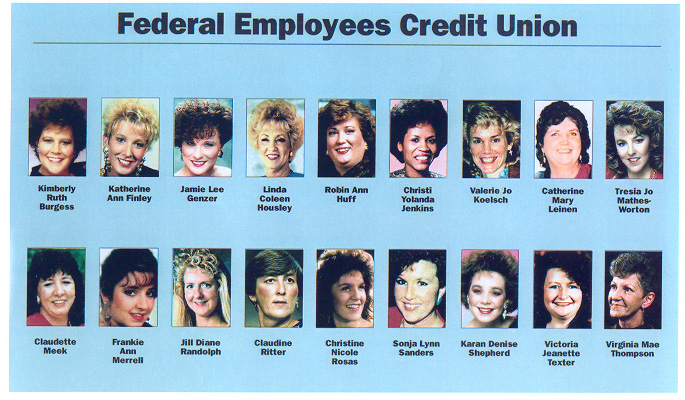 Federal Employees Credit Union
Kimberly
Ruth
Burgess
Katherine
Ann Finley
Jamie Lee
Genzer
Linda
Coleen
Housley
Robin Ann
Huff
Christi
Yolanda
Jenkins
Valerie Jo
Koelsch
Catherine
Mary
Leinen
Tresia Jo
Mathes-
Worton
Claudette
Meek
Frankie
Ann
Merrell
Jill Diane
Randolph
Claudine
Ritter
Christine
Nicole
Rosas
Sonja Lynn
Sanders
Karan Denise
Shepherd
Victoria
Jeanette
Texter
Virginia Mae
Thompson